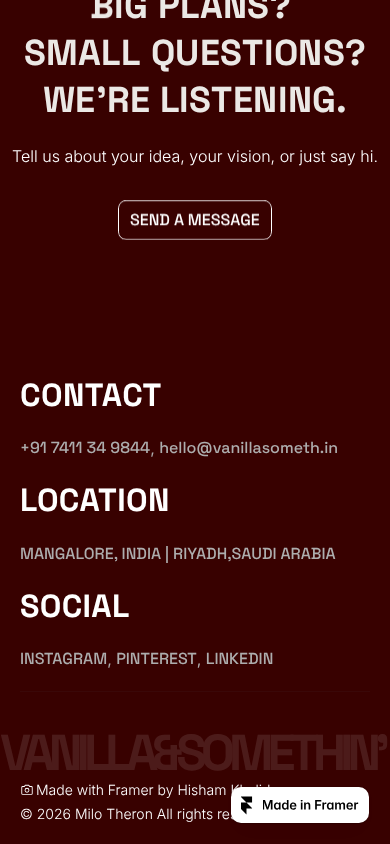 BIG PLANS?
SMALL QUESTIONS?
WE'RE LISTENING.
Tell us about your idea, your vision, or just say hi.
SEND A MESSAGE
CONTACT
+91 7411 34 9844, hello@vanillasometh.in
LOCATION
MANGALORE, INDIA | RIYADH,SAUDI ARABIA
SOCIAL
INSTAGRAM, PINTEREST, LINKEDIN
VANILLA&SOMETHIN'
Made with Framer by Hisham
© 2026 Milo Theron All rights
Made in Framer